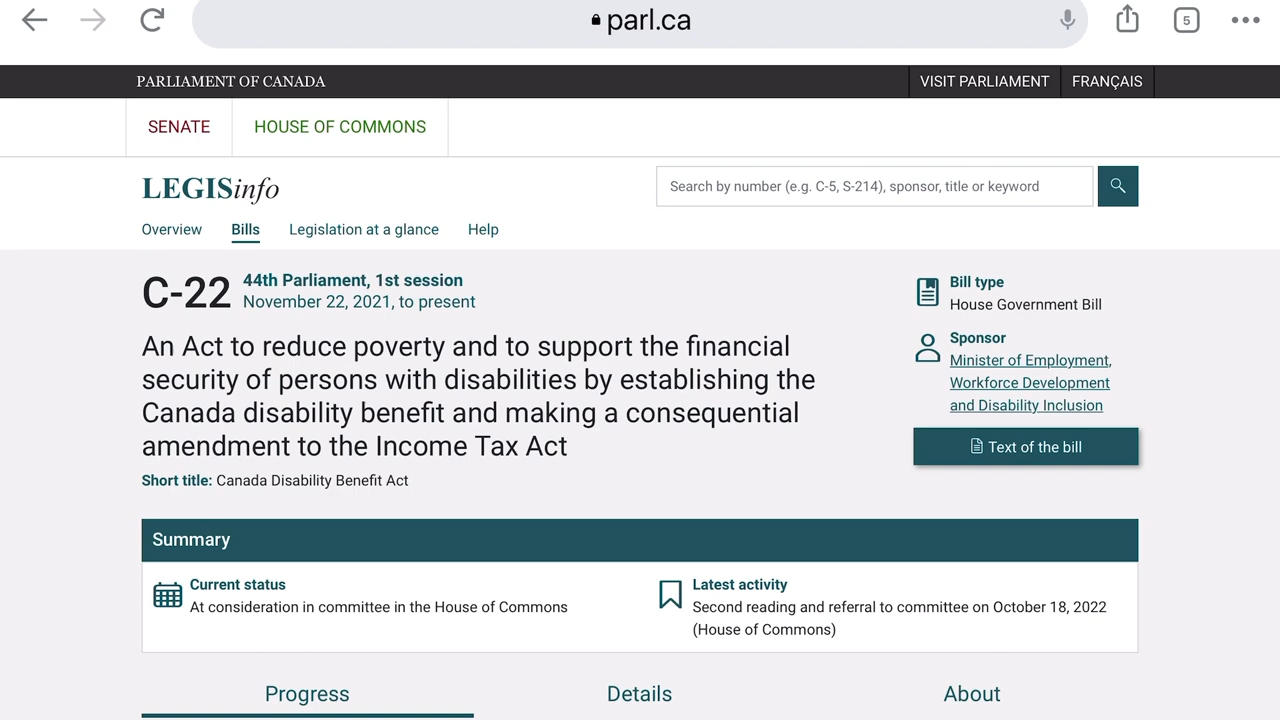 parl.ca
5
PARLIAMENT OF CANADA
VISIT PARLIAMENT
FRANÇAIS
SENATE
HOUSE OF COMMONS
LEGISinfo
Search by number (e.g. C-5, S-214), sponsor, title or keyword
Overview
Bills
Legislation at a glance
Help
C-22
44th Parliament, 1st session
November 22, 2021, to present
An Act to reduce poverty and to support the financial
security of persons with disabilities by establishing the
Canada disability benefit and making a consequential
amendment to the Income Tax Act
Short title: Canada Disability Benefit Act
Bill type
House Government Bill
Sponsor
Minister of Employment,
Workforce Development
and Disability Inclusion
Text of the bill
Summary
Current status
At consideration in committee in the House of Commons
Latest activity
Second reading and referral to committee on October 18, 2022
(House of Commons)
Progress
Details
About